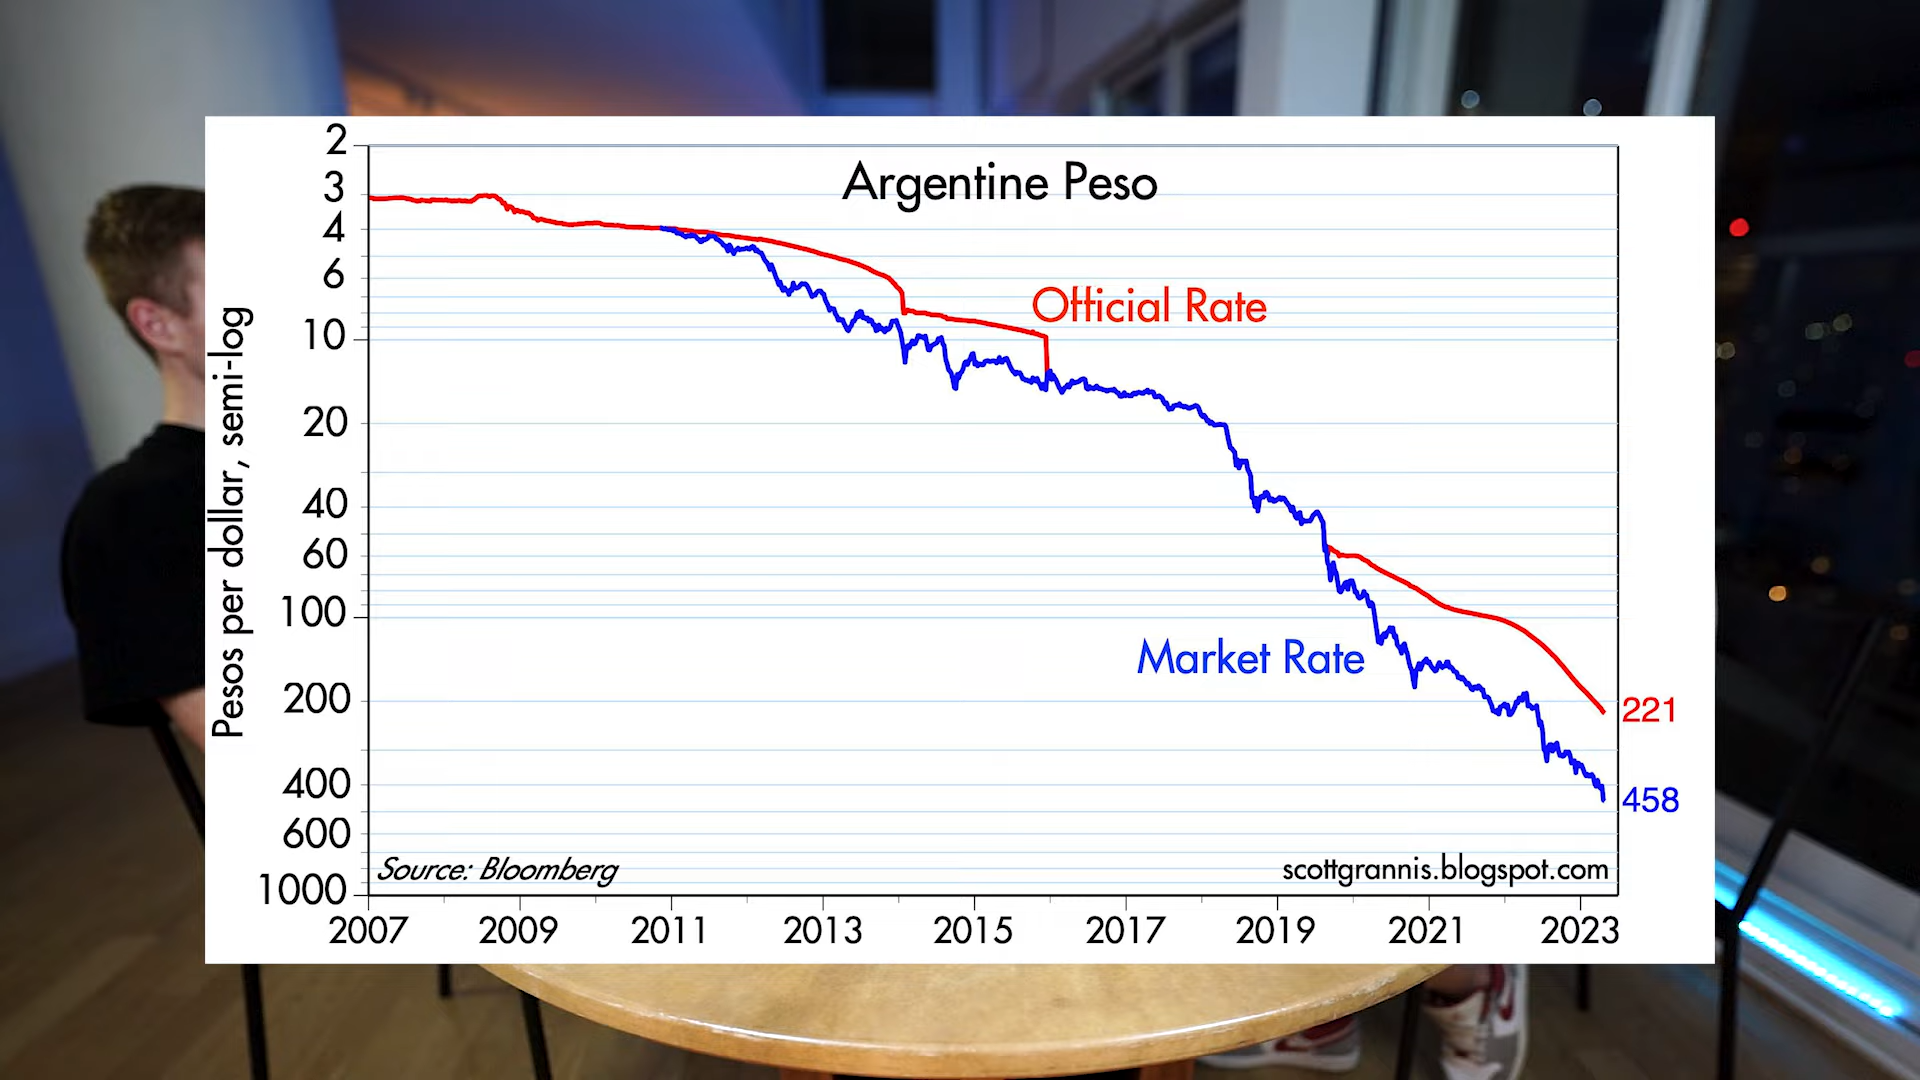 Argentine Peso
Pesos per dollar, semi-log
2
3
4
6
10
20
40
60
100
200
400
600
1000
Official Rate
Market Rate
221
458
Source: Bloomberg
scottgrannis.blogspot.com
2007 2009 2011 2013 2015 2017 2019 2021 2023